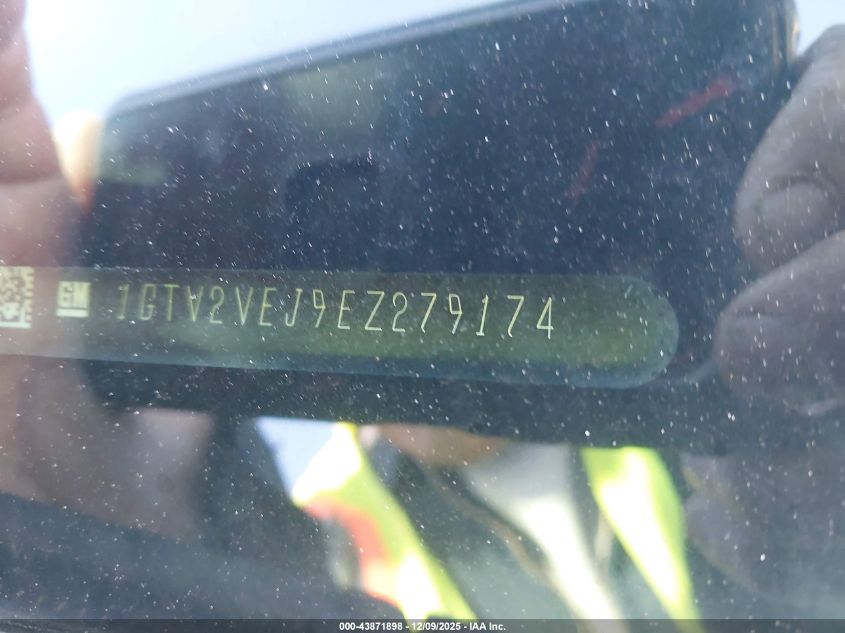 GM 1GTV2VEJ9EZ279174
000-43871898 - 12/09/2025 - IAA Inc.